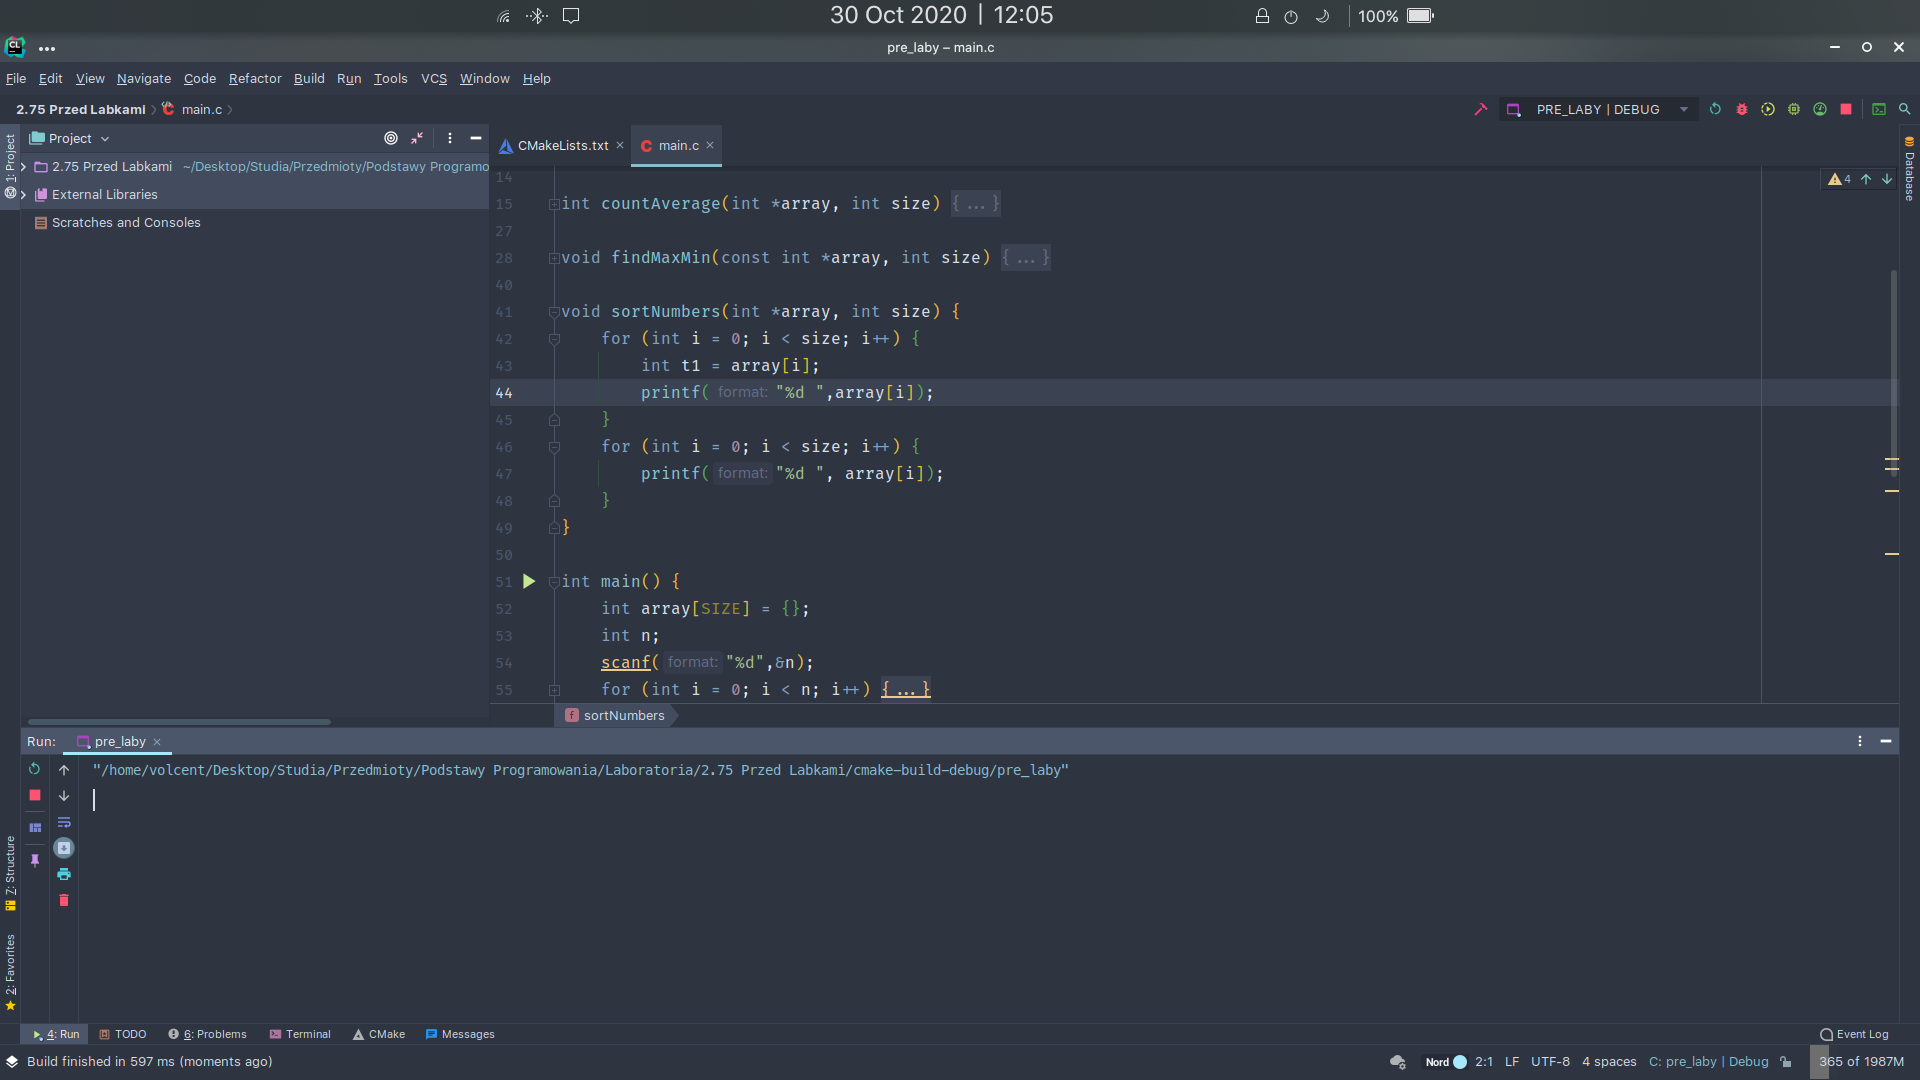 30 Oct 2020 | 12:05
100%
CL
pre_laby – main.c
File Edit View Navigate Code Refactor Build Run Tools VCS Window Help
2.75 Przed Labkami main.c
PRE_LABY | DEBUG
1: Project
Project
CMakeLists.txt
main.c
Database
2.75 Przed Labkami ~/Desktop/Studia/Przedmioty/Podstawy Programo
External Libraries
Scratches and Consoles
4
14
15 int countAverage(int *array, int size) {...}
27
28 void findMaxMin(const int *array, int size) {...}
40
41 void sortNumbers(int *array, int size) {
42 for (int i = 0; i < size; i++) {
43 int t1 = array[i];
44 printf( format: "%d ",array[i]);
45 }
46 for (int i = 0; i < size; i++) {
47 printf( format: "%d ", array[i]);
48 }
49 }
50
51 int main() {
52 int array[SIZE] = {};
53 int n;
54 scanf( format: "%d",&n);
55 for (int i = 0; i < n; i++) {...}
f sortNumbers
Run: pre_laby
"/home/volcent/Desktop/Studia/Przedmioty/Podstawy Programowania/Laboratoria/2.75 Przed Labkami/cmake-build-debug/pre_laby"
7: Structure
2: Favorites
4: Run TODO 6: Problems Terminal CMake Messages
Event Log
Build finished in 597 ms (moments ago)
Nord 2:1 LF UTF-8 4 spaces C: pre_laby | Debug 365 of 1987M